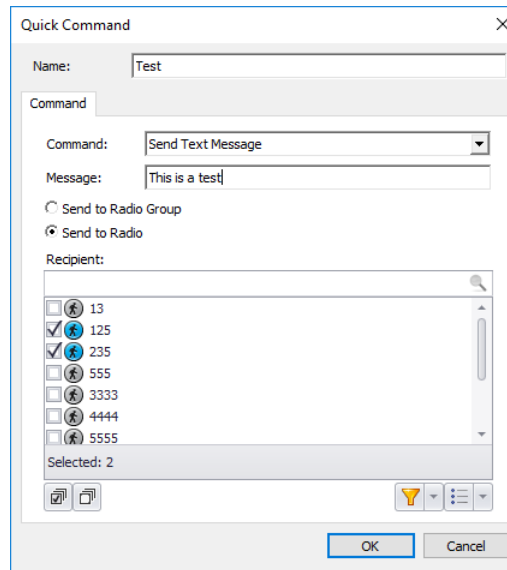 Quick Command
Name: Test
Command
Command: Send Text Message
Message: This is a test
Send to Radio Group
Send to Radio
Recipient:
13
125
235
555
3333
4444
5555
Selected: 2
OK Cancel